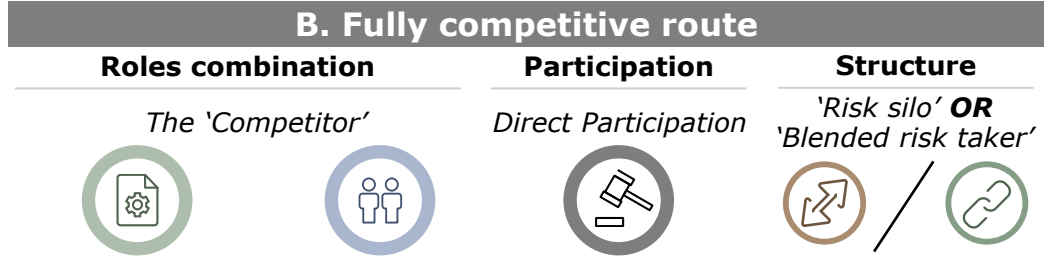 B. Fully competitive route
Roles combination
Participation
Structure
The ‘Competitor’
Direct Participation
‘Risk silo’ OR
‘Blended risk taker’